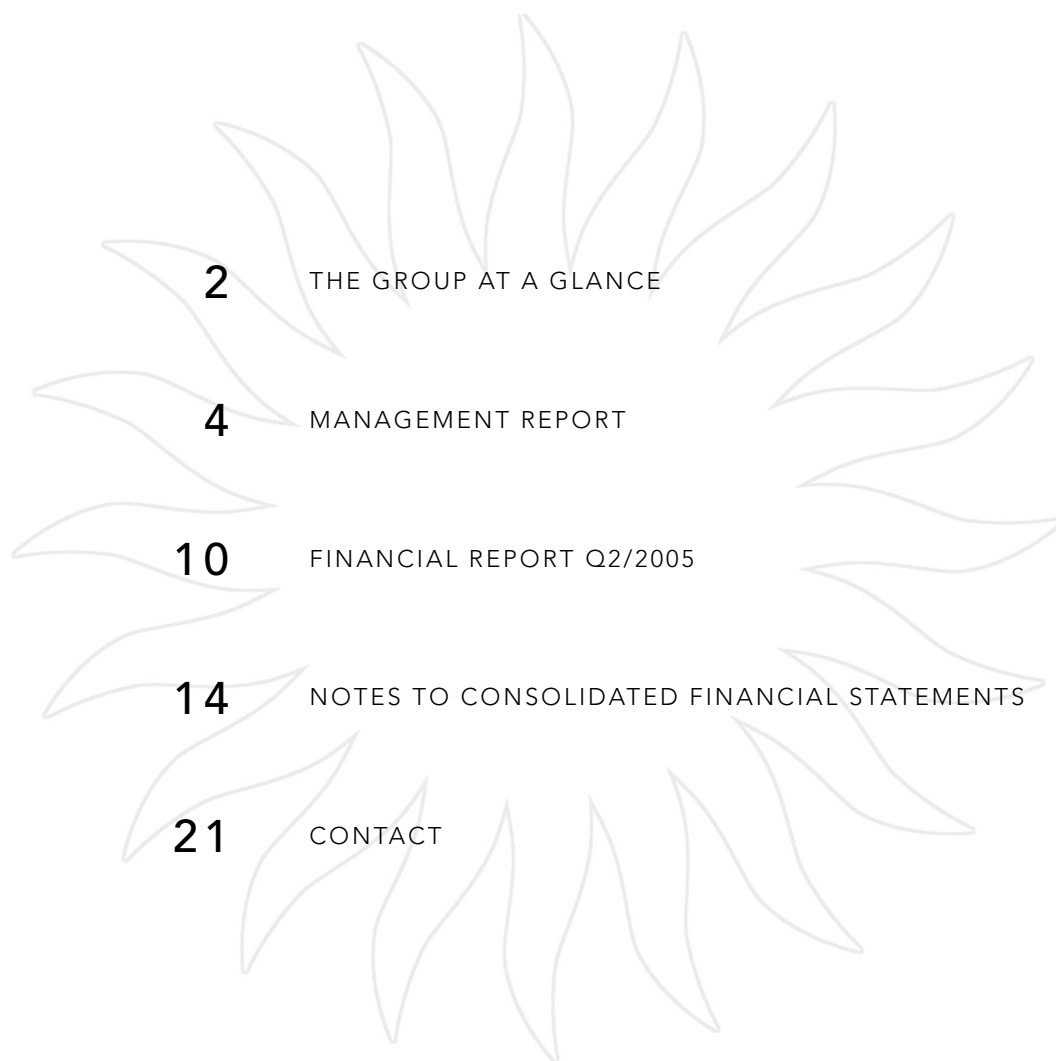 2 THE GROUP AT A GLANCE
4 MANAGEMENT REPORT
10 FINANCIAL REPORT Q2/2005
14 NOTES TO CONSOLIDATED FINANCIAL STATEMENTS
21 CONTACT